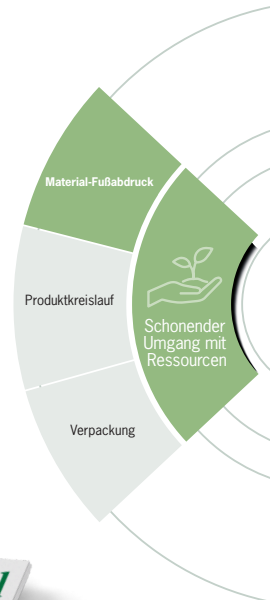 Material-Fußabdruck
Produktkreislauf
Schonender
Umgang mit
Ressourcen
Verpackung